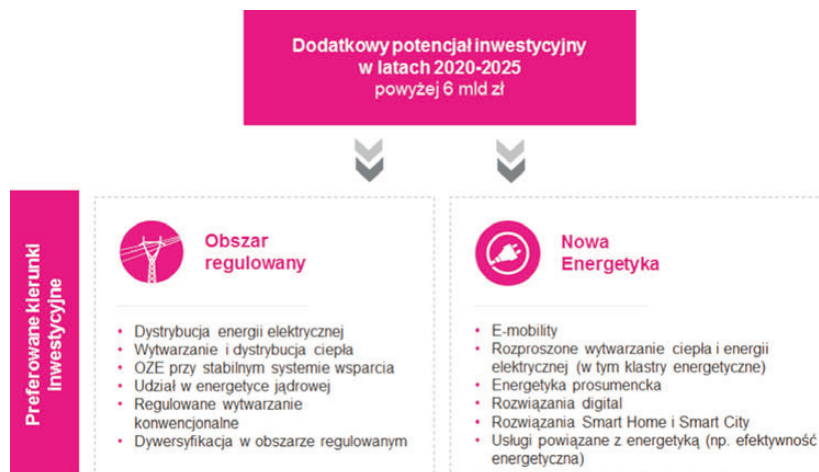 Dodatkowy potencjał inwestycyjny
w latach 2020-2025
powyżej 6 mld zł
Preferowane kierunki
Inwestycyjne
Obszar
regulowany
• Dystrybucja energii elektrycznej
• Wytwarzanie i dystrybucja ciepła
• OZE przy stabilnym systemie wsparcia
• Udział w energetyce jądrowej
• Regulowane wytwarzanie
konwencjonalne
• Dywersyfikacja w obszarze regulowanym
Nowa
Energetyka
• E-mobility
• Rozproszone wytwarzanie ciepła i energii
elektrycznej (w tym klastry energetyczne)
• Energetyka prosumencka
• Rozwiązania digital
• Rozwiązania Smart Home i Smart City
• Usługi powiązane z energetyką (np. efektywność
energetyczna)